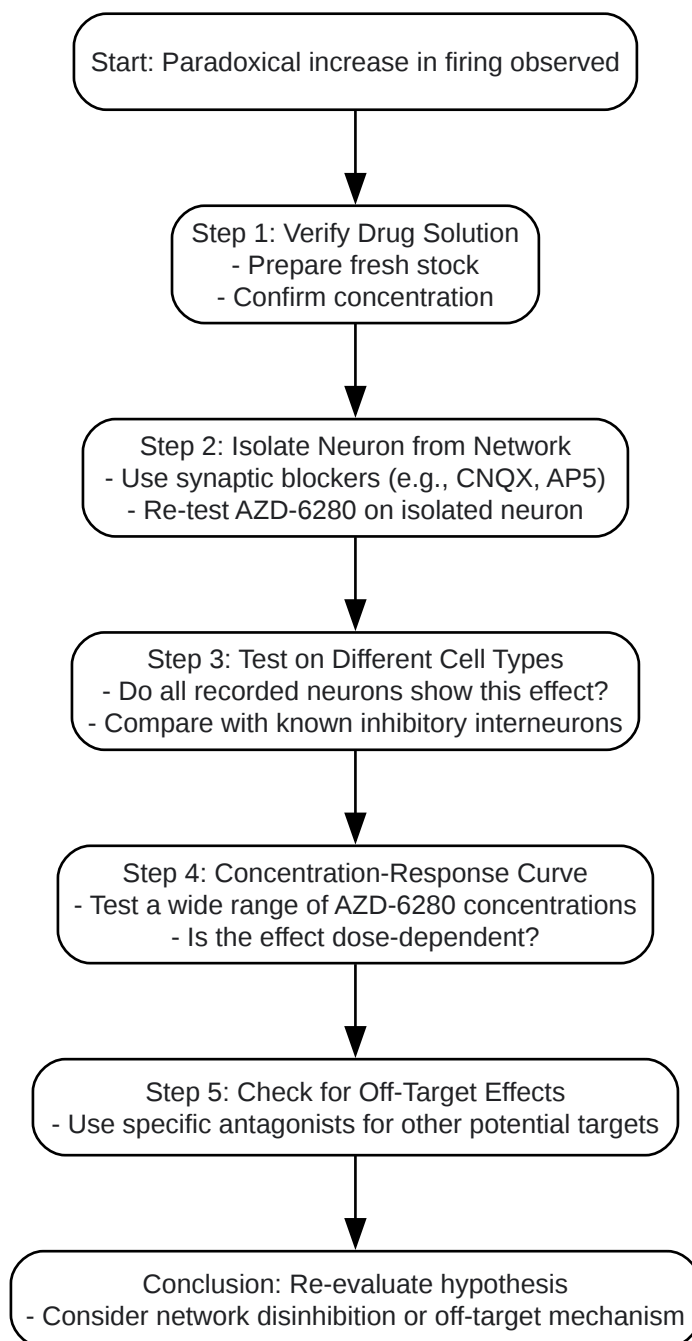 Start: Paradoxical increase in firing observed
Step 1: Verify Drug Solution
- Prepare fresh stock
- Confirm concentration
Step 2: Isolate Neuron from Network
- Use synaptic blockers (e.g., CNQX, AP5)
- Re-test AZD-6280 on isolated neuron
Step 3: Test on Different Cell Types
- Do all recorded neurons show this effect?
- Compare with known inhibitory interneurons
Step 4: Concentration-Response Curve
- Test a wide range of AZD-6280 concentrations
- Is the effect dose-dependent?
Step 5: Check for Off-Target Effects
- Use specific antagonists for other potential targets
Conclusion: Re-evaluate hypothesis
- Consider network disinhibition or off-target mechanism